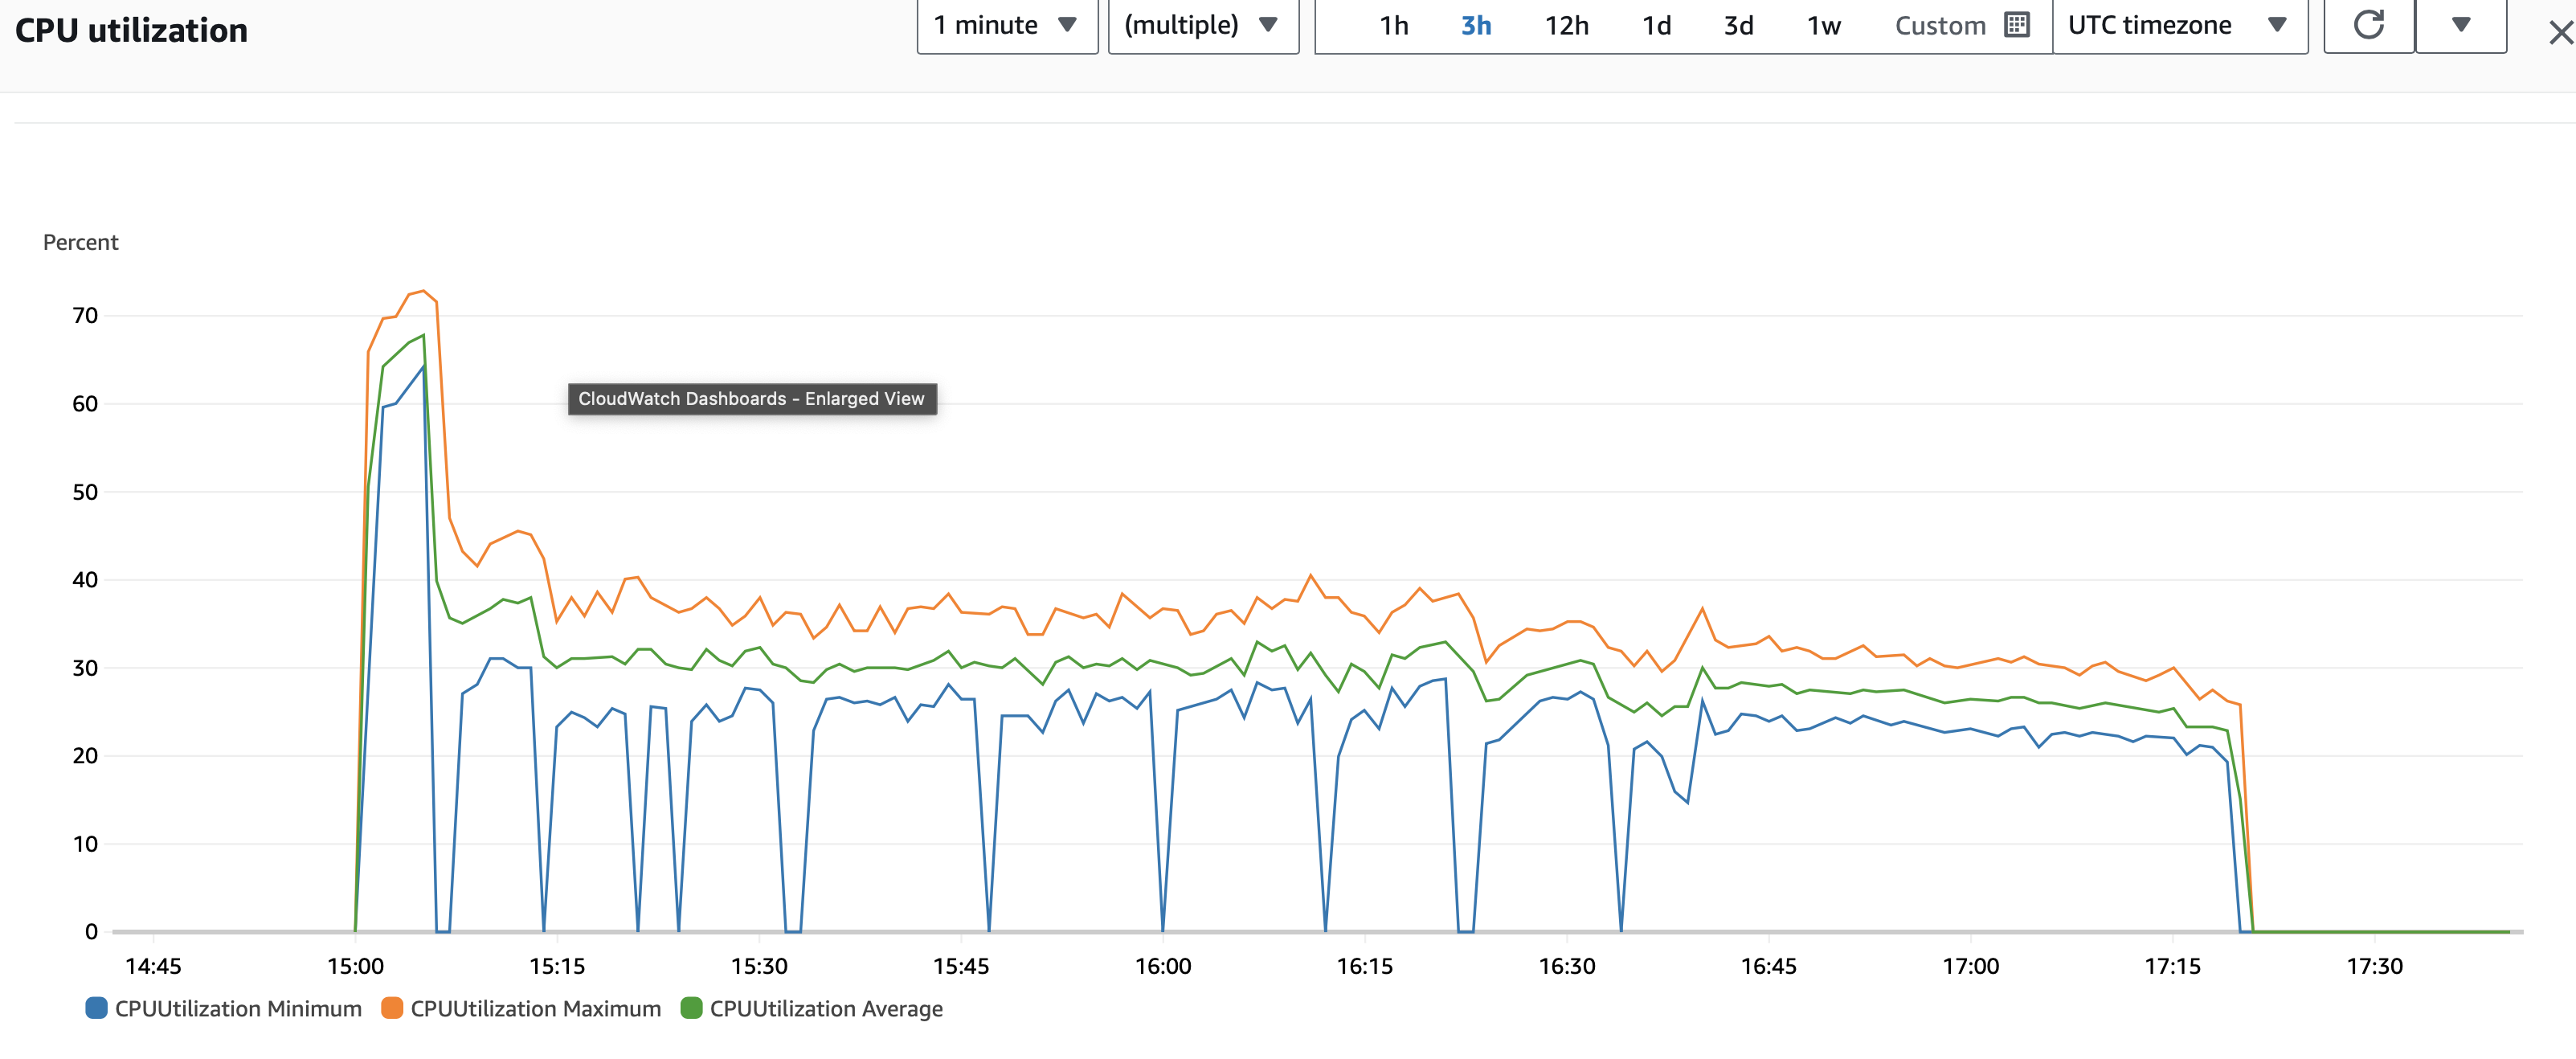 CPU utilization
1 minute
(multiple)
1h 3h 12h 1d 3d 1w Custom
UTC timezone
Percent
70
60
50
40
30
20
10
0
CloudWatch Dashboards - Enlarged View
14:45 15:00 15:15 15:30 15:45 16:00 16:15 16:30 16:45 17:00 17:15 17:30
CPUUtilization Minimum CPUUtilization Maximum CPUUtilization Average